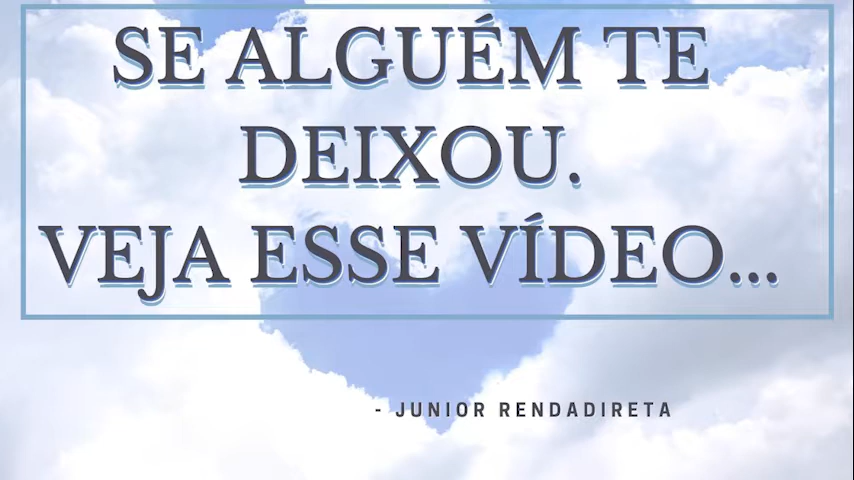 SE ALGUÉM TE
DEIXOU.
VEJA ESSE VÍDEO...
- JUNIOR RENDADIRETA